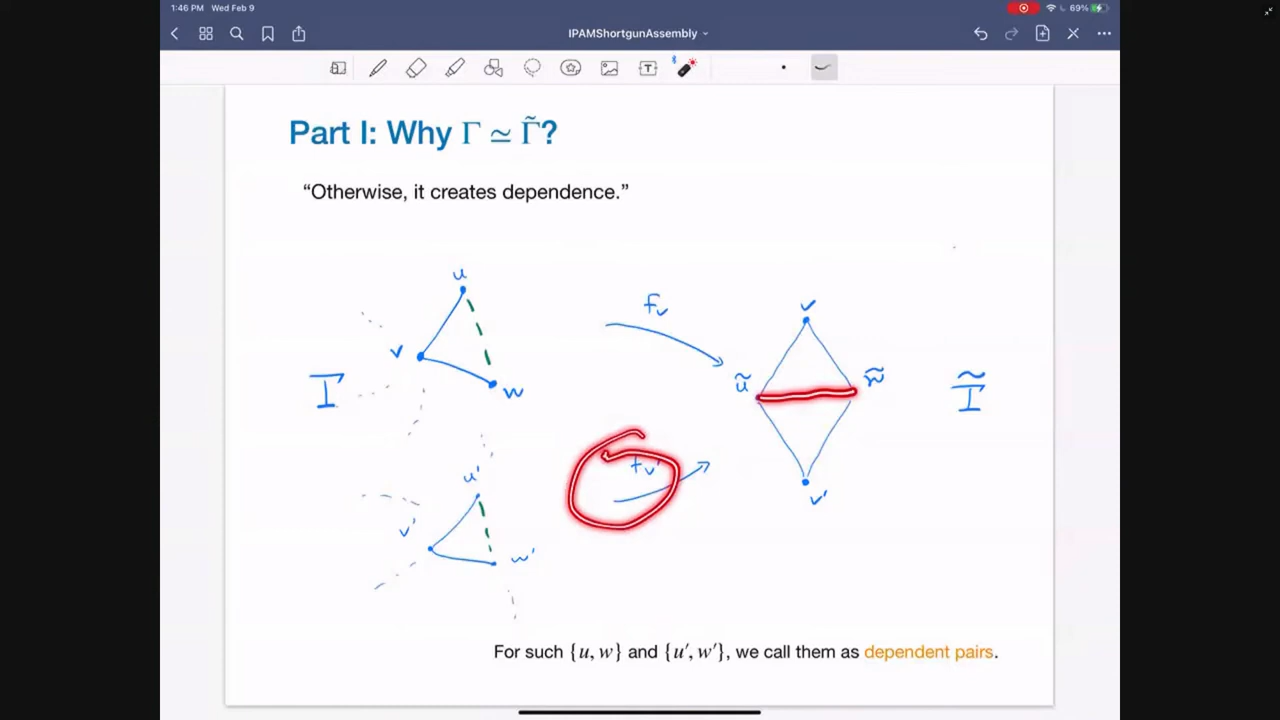 1:46 PM Wed Feb 9
69%
IPAMShortgunAssembly
Part I: Why Γ ≃ Γ̃?
“Otherwise, it creates dependence.”
u
v
w
Γ
f_v
v
ũ
w̃
Γ̃
v'
u'
v'
w'
f_v'
For such {u, w} and {u′, w′}, we call them as dependent pairs.